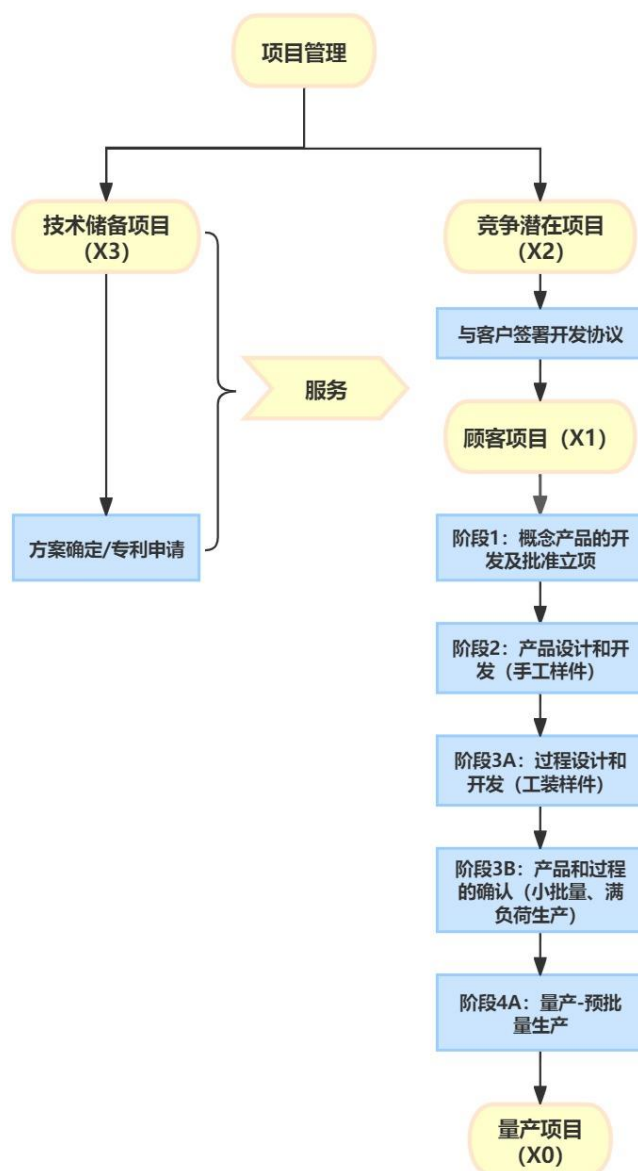 项目管理
技术储备项目
（X3）
竞争潜在项目
（X2）
与客户签署开发协议
服务
顾客项目（X1）
方案确定/专利申请
阶段1：概念产品的开
发及批准立项
阶段2：产品设计和开
发（手工样件）
阶段3A：过程设计和
开发（工装样件）
阶段3B：产品和过程
的确认（小批量、满
负荷生产）
阶段4A：量产-预批
量生产
量产项目
（X0）